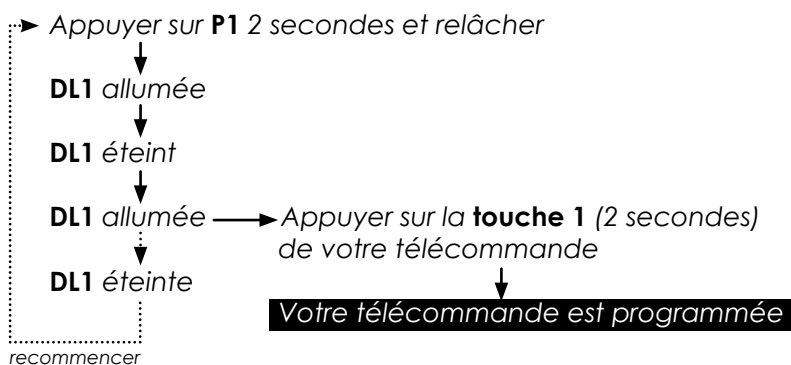 Appuyer sur P1 2 secondes et relâcher
DL1 allumée
DL1 éteint
DL1 allumée
Appuyer sur la touche 1 (2 secondes)
de votre télécommande
DL1 éteinte
Votre télécommande est programmée
recommencer